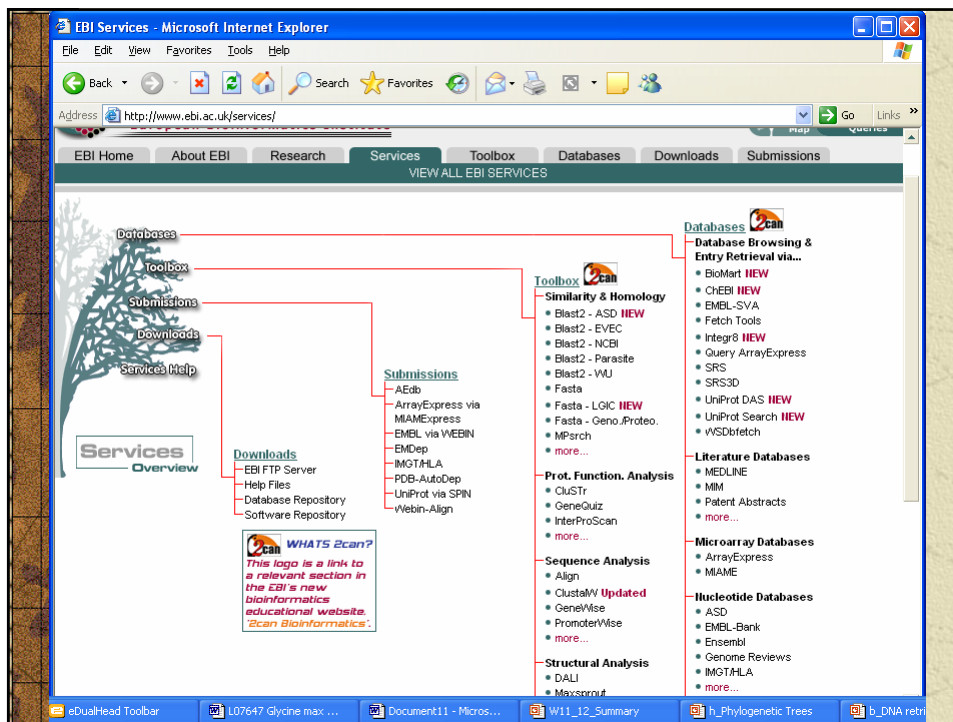 EBI Services - Microsoft Internet Explorer
File Edit View Favorites Tools Help
Back Search Favorites
Address http://www.ebi.ac.uk/services/ Go Links »
European Bioinformatics Institute
Map Queries
EBI Home About EBI Research Services Toolbox Databases Downloads Submissions
VIEW ALL EBI SERVICES
Databases
Toolbox
Submissions
Downloads
Services Help
Services
Overview
Downloads
EBI FTP Server
Help Files
Database Repository
Software Repository
2can WHATS 2can?
This logo is a link to
a relevant section in
the EBI's new
bioinformatics
educational website.
'2can Bioinformatics'.
Submissions
AEdb
ArrayExpress via
MIAMExpress
EMBL via WEBIN
EMDep
IMGT/HLA
PDB-AutoDep
UniProt via SPIN
Webin-Align
Toolbox 2can
Similarity & Homology
Blast2 - ASD NEW
Blast2 - EVEC
Blast2 - NCBI
Blast2 - Parasite
Blast2 - WU
Fasta
Fasta - LGIC NEW
Fasta - Geno./Proteo.
MPsrch
more...
Prot. Function. Analysis
CluSTr
GeneQuiz
InterProScan
more...
Sequence Analysis
Align
ClustalW Updated
GeneWise
PromoterWise
more...
Structural Analysis
DALI
Maxsprout
Databases 2can
Database Browsing &
Entry Retrieval via...
BioMart NEW
ChEBI NEW
EMBL-SVA
Fetch Tools
Integr8 NEW
Query ArrayExpress
SRS
SRS3D
UniProt DAS NEW
UniProt Search NEW
WSDbfetch
Literature Databases
MEDLINE
MIM
Patent Abstracts
more...
Microarray Databases
ArrayExpress
MIAME
Nucleotide Databases
ASD
EMBL-Bank
Ensembl
Genome Reviews
IMGT/HLA
more...
eDualHead Toolbar L07647 Glycine max ... Document11 - Micros... W11_12_Summary h_Phylogenetic Trees b_DNA retri